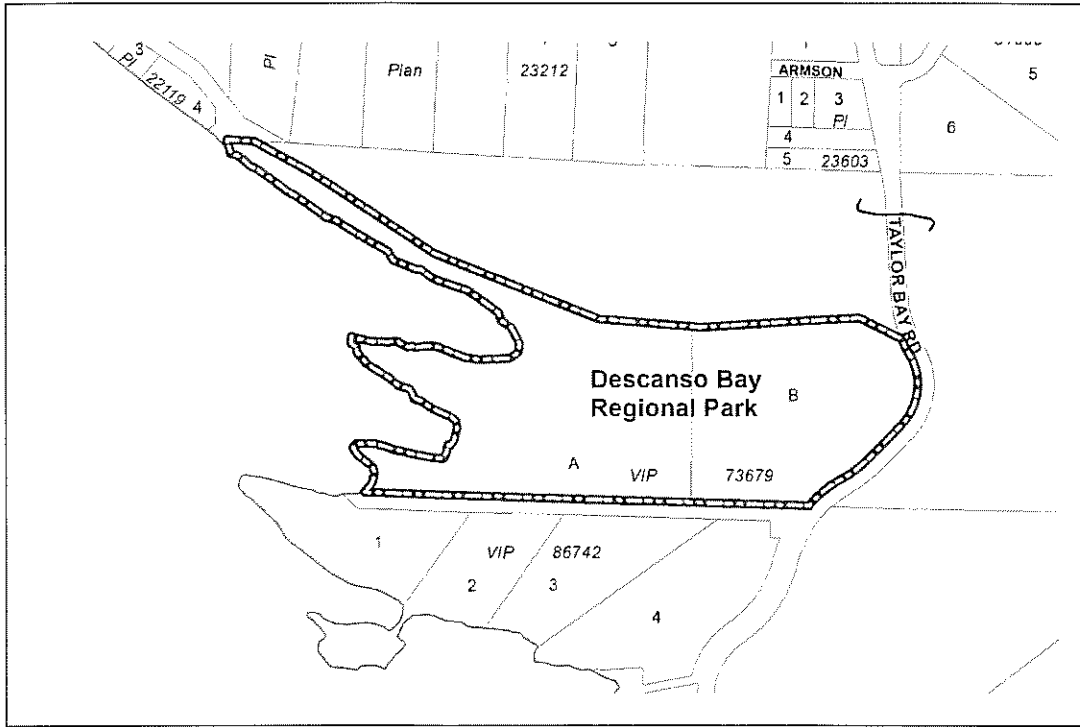 3
Pl
22119
4
Pl
Plan
23212
ARMSON
1 2 3
Pl
4
5 23603
5
6
TAYLOR BAY RD
Descanso Bay
Regional Park
B
A
VIP 73679
1
VIP 86742
2
3
4